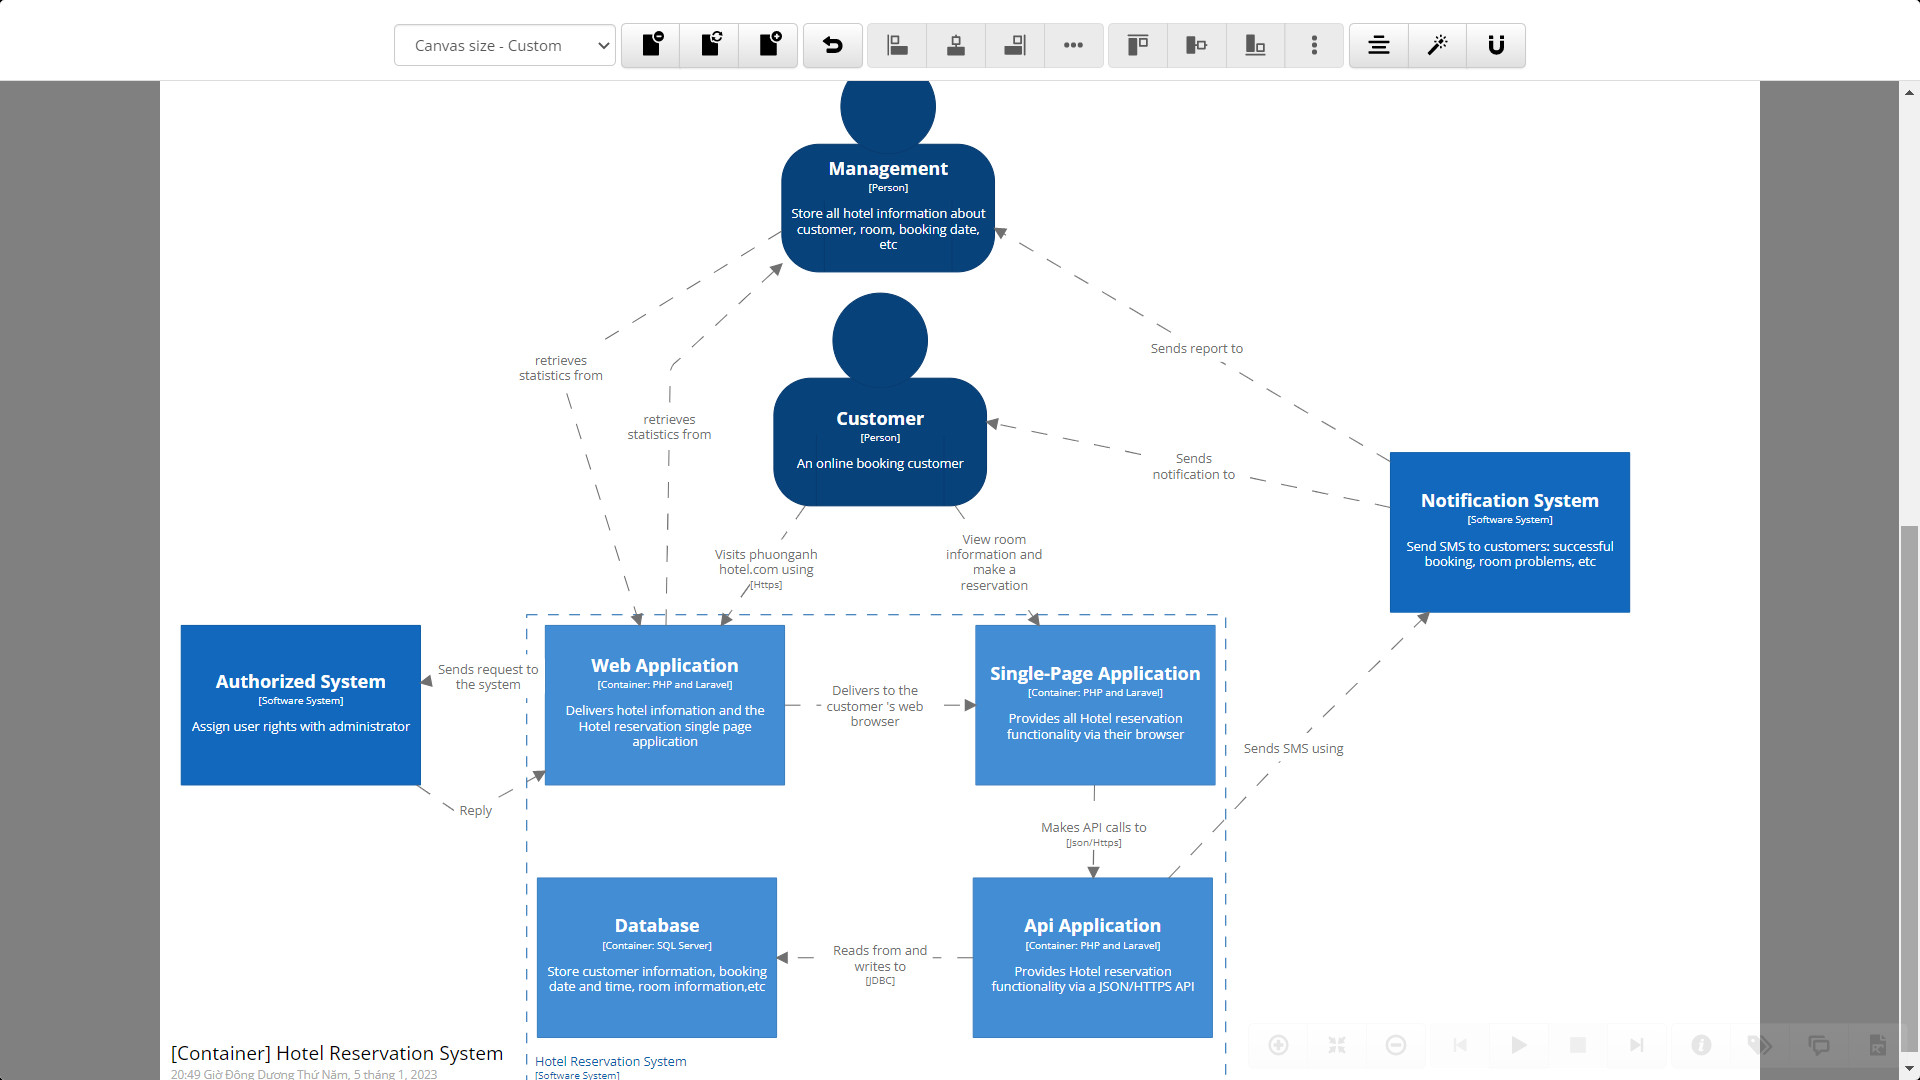 Canvas size - Custom
Management
[Person]
Store all hotel information about
customer, room, booking date,
etc
retrieves
statistics from
Sends report to
retrieves
statistics from
Customer
[Person]
An online booking customer
Sends
notification to
Notification System
[Software System]
Send SMS to customers: successful
booking, room problems, etc
Visits phuonganh
hotel.com using
[Https]
View room
information and
make a
reservation
Authorized System
[Software System]
Assign user rights with administrator
Sends request to
the system
Web Application
[Container: PHP and Laravel]
Delivers hotel infomation and the
Hotel reservation single page
application
Delivers to the
customer 's web
browser
Single-Page Application
[Container: PHP and Laravel]
Provides all Hotel reservation
functionality via their browser
Sends SMS using
Reply
Makes API calls to
[Json/Https]
Database
[Container: SQL Server]
Store customer information, booking
date and time, room information,etc
Reads from and
writes to
[JDBC]
Api Application
[Container: PHP and Laravel]
Provides Hotel reservation
functionality via a JSON/HTTPS API
[Container] Hotel Reservation System
20:49 Giờ Đông Dương Thứ Năm, 5 tháng 1, 2023
Hotel Reservation System
[Software System]